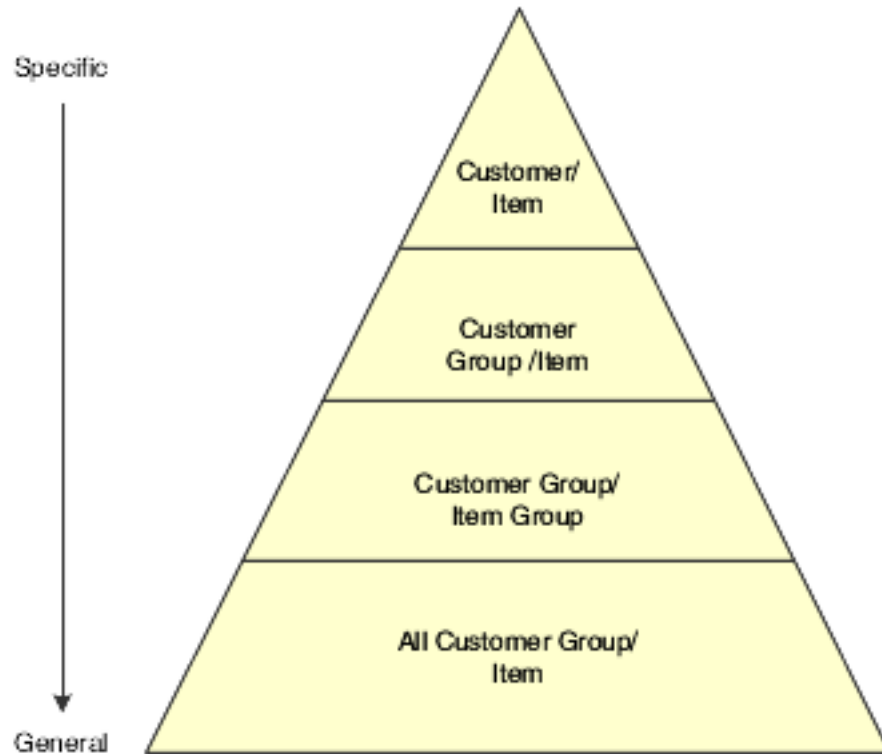 Specific
Customer/
Item
Customer
Group /Item
Customer Group/
Item Group
All Customer Group/
Item
General